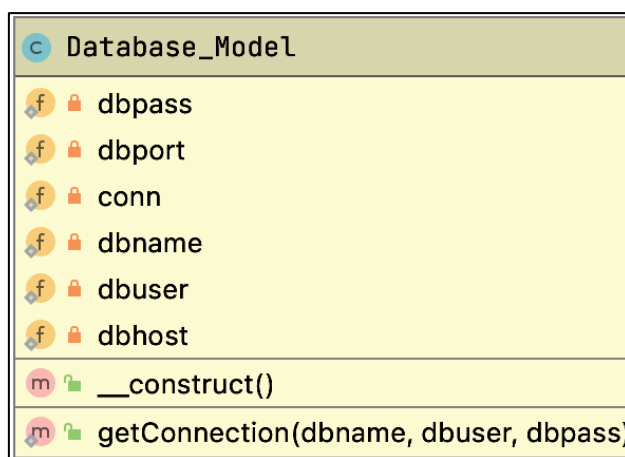 C Database_Model
f dbpass
f dbport
f conn
f dbname
f dbuser
f dbhost
m __construct()
m getConnection(dbname, dbuser, dbpass)